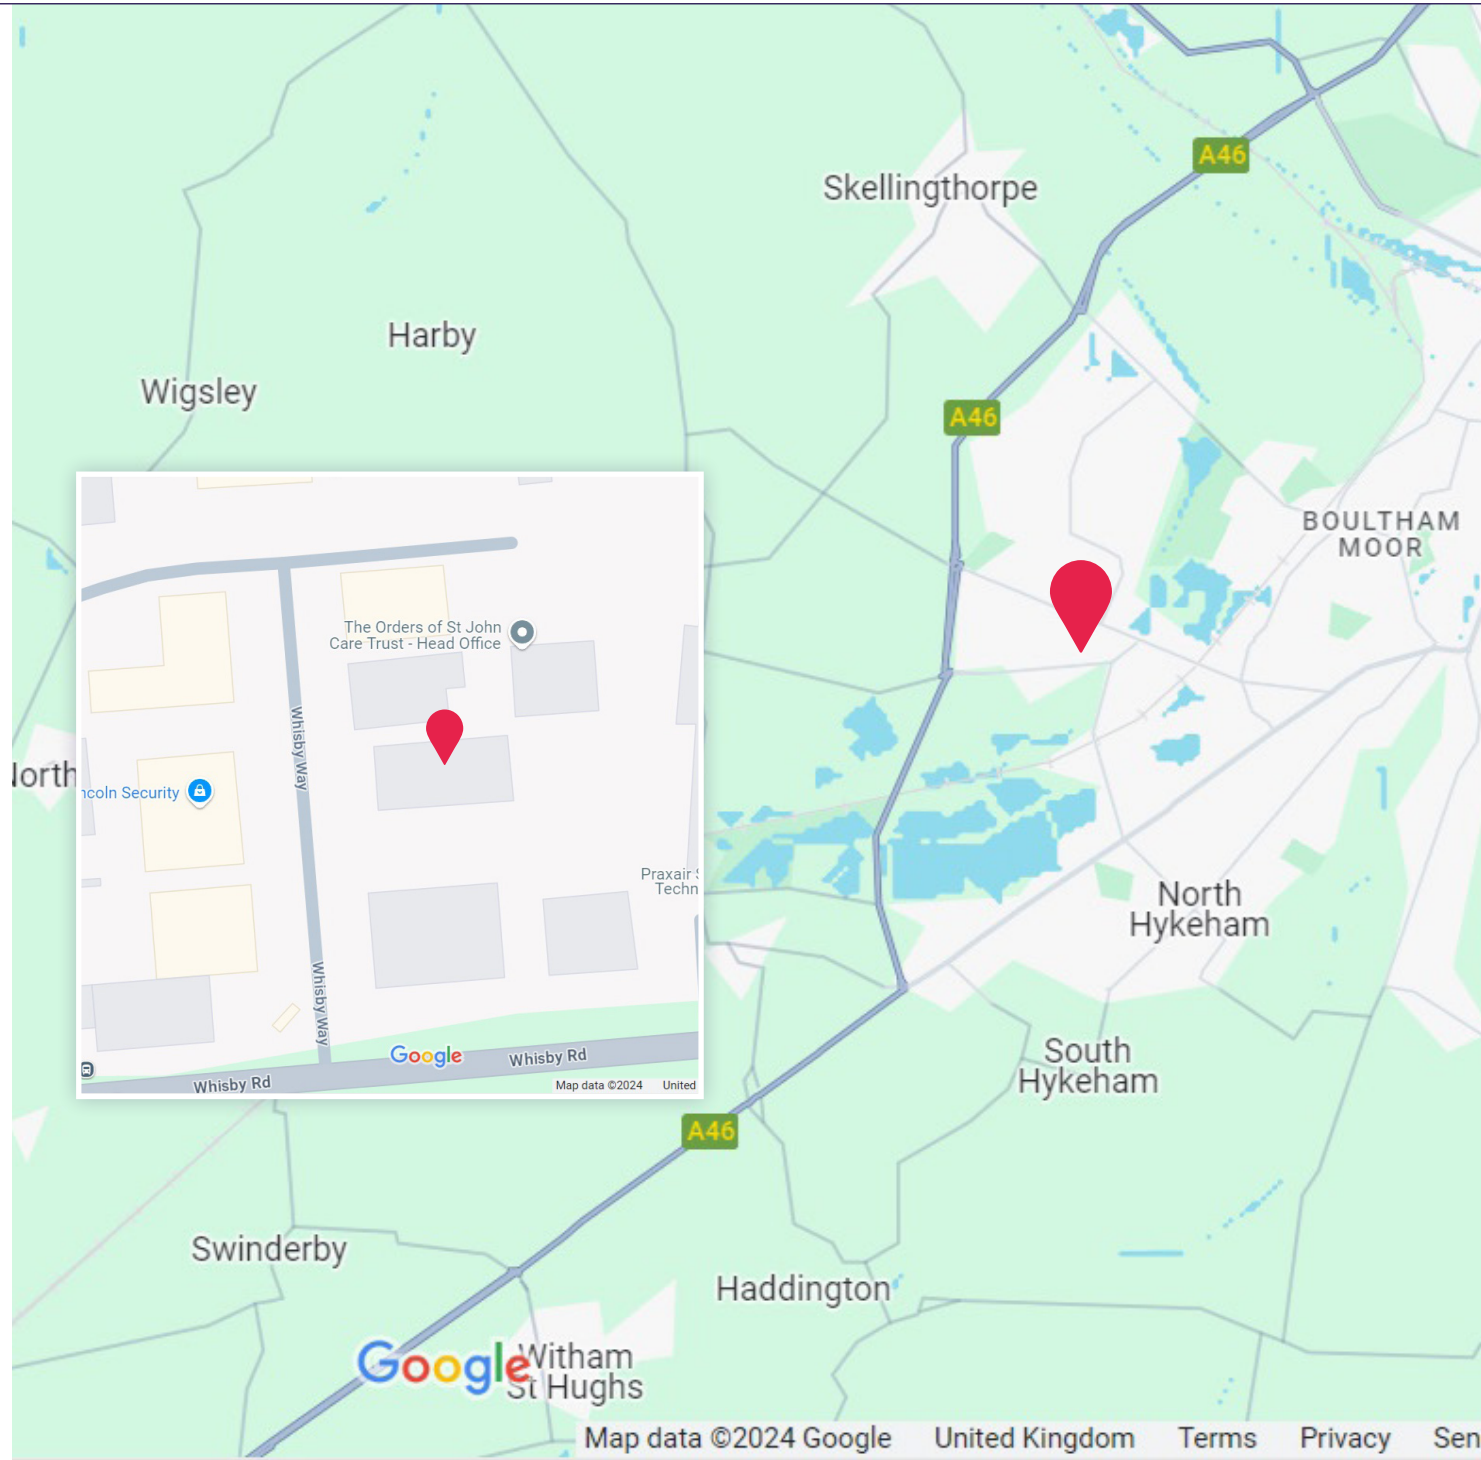 A46
Skellingthorpe
Harby
Wigsley
A46
BOULTHAM
MOOR
The Orders of St John
Care Trust - Head Office
Whisby Way
ncoln Security
Praxair
Techn
Whisby Way
Google
Whisby Rd
Whisby Rd
Map data ©2024 United
North
North
Hykeham
South
Hykeham
A46
Swinderby
Haddington
Google
Witham
St Hughs
Map data ©2024 Google United Kingdom Terms Privacy Sen